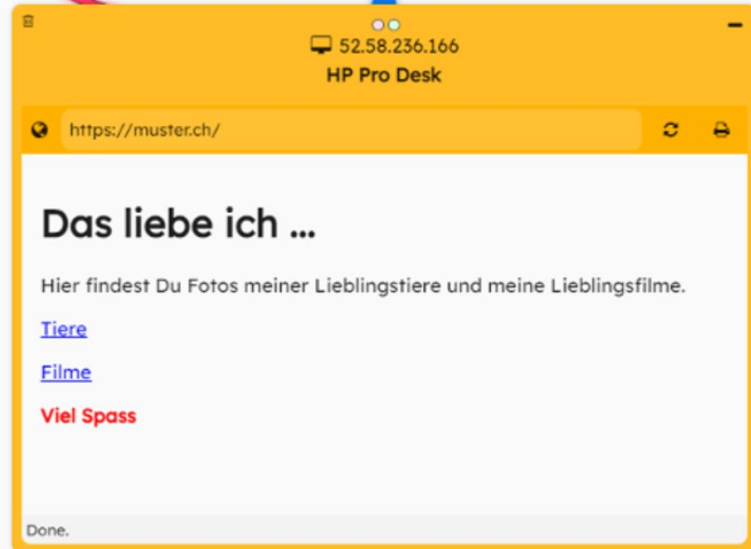 52.58.236.166
HP Pro Desk
https://muster.ch/
Das liebe ich ...
Hier findest Du Fotos meiner Lieblingstiere und meine Lieblingsfilme.
Tiere
Filme
Viel Spass
Done.